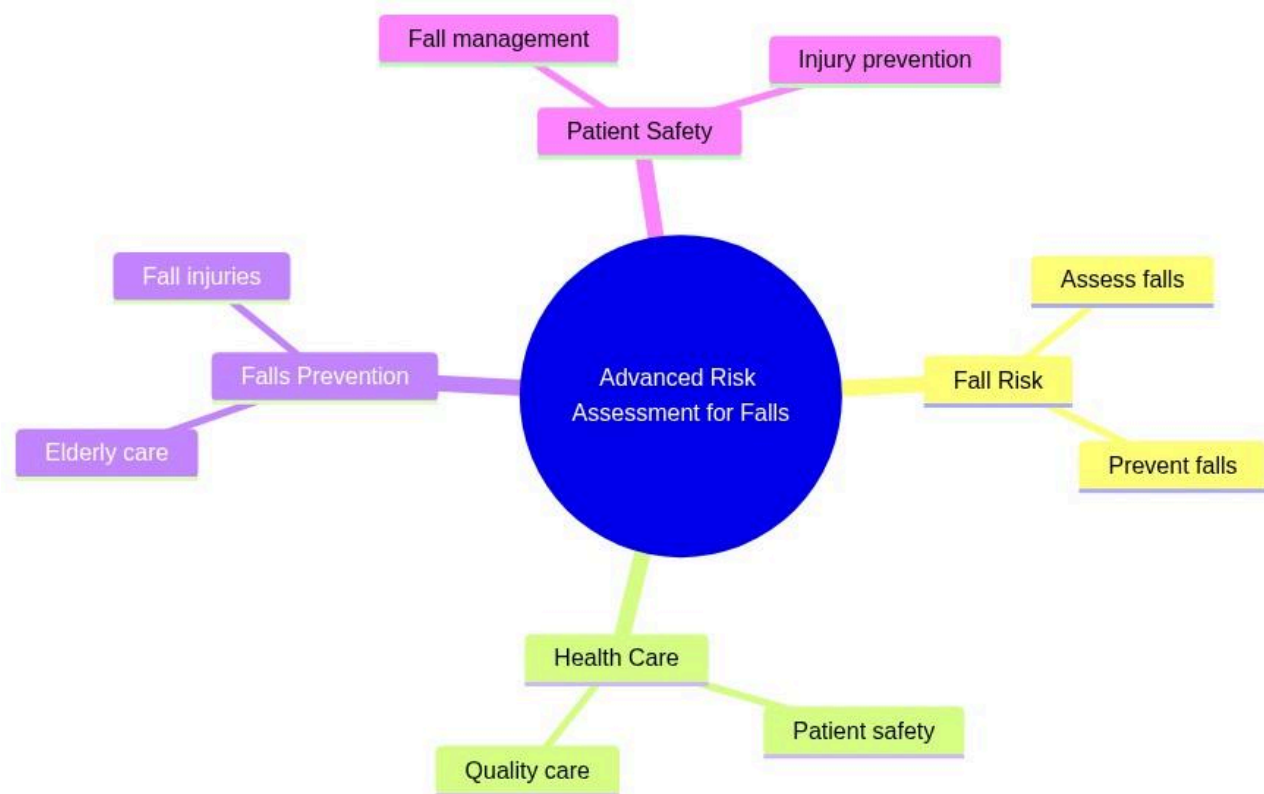 Fall management
Injury prevention
Patient Safety
Fall injuries
Assess falls
Falls Prevention
Advanced Risk
Assessment for Falls
Fall Risk
Elderly care
Prevent falls
Health Care
Patient safety
Quality care